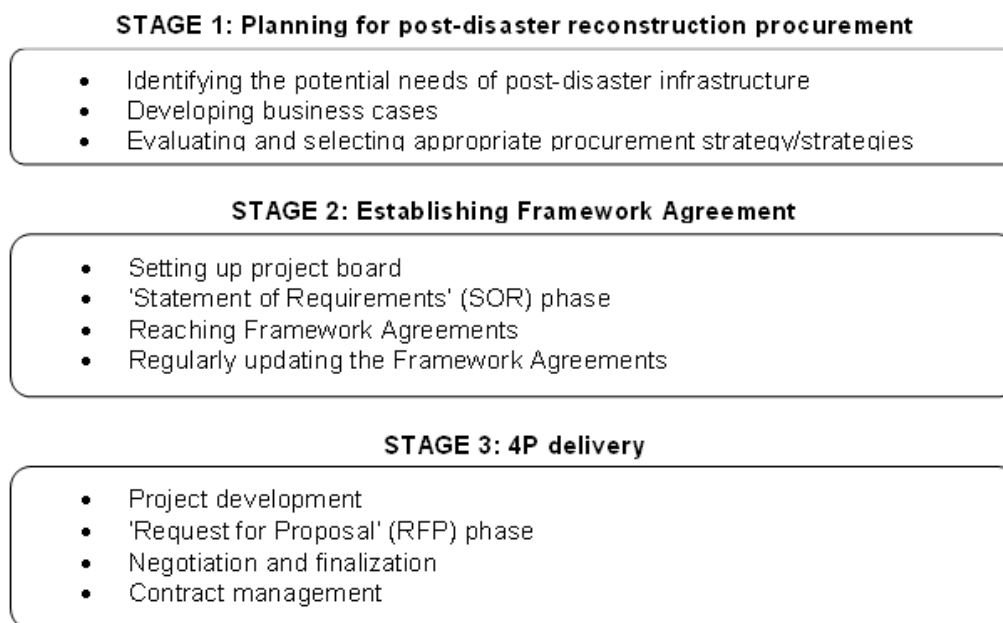 STAGE 1: Planning for post-disaster reconstruction procurement
• Identifying the potential needs of post-disaster infrastructure
• Developing business cases
• Evaluating and selecting appropriate procurement strategy/strategies
STAGE 2: Establishing Framework Agreement
• Setting up project board
• 'Statement of Requirements' (SOR) phase
• Reaching Framework Agreements
• Regularly updating the Framework Agreements
STAGE 3: 4P delivery
• Project development
• 'Request for Proposal' (RFP) phase
• Negotiation and finalization
• Contract management